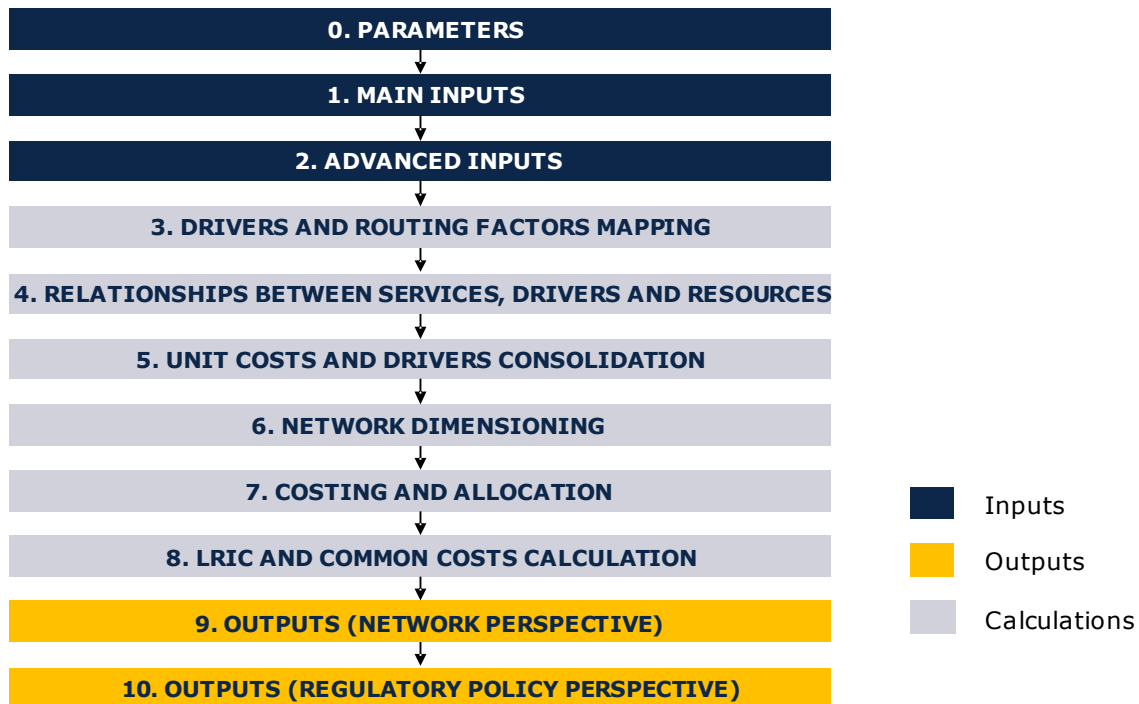 0. PARAMETERS
1. MAIN INPUTS
2. ADVANCED INPUTS
3. DRIVERS AND ROUTING FACTORS MAPPING
4. RELATIONSHIPS BETWEEN SERVICES, DRIVERS AND RESOURCES
5. UNIT COSTS AND DRIVERS CONSOLIDATION
6. NETWORK DIMENSIONING
7. COSTING AND ALLOCATION
8. LRIC AND COMMON COSTS CALCULATION
9. OUTPUTS (NETWORK PERSPECTIVE)
10. OUTPUTS (REGULATORY POLICY PERSPECTIVE)
Inputs
Outputs
Calculations